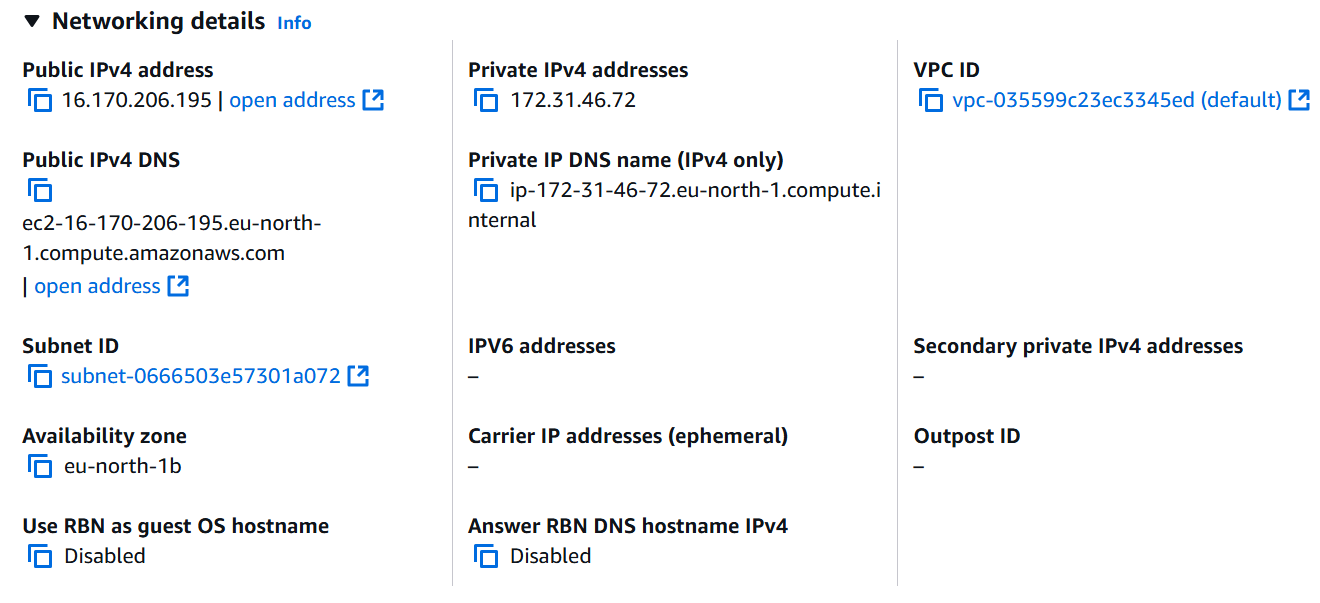 Networking details Info
Public IPv4 address
16.170.206.195 | open address
Private IPv4 addresses
172.31.46.72
VPC ID
vpc-035599c23ec3345ed (default)
Public IPv4 DNS
ec2-16-170-206-195.eu-north-
1.compute.amazonaws.com
| open address
Private IP DNS name (IPv4 only)
ip-172-31-46-72.eu-north-1.compute.i
nternal
Subnet ID
subnet-0666503e57301a072
IPV6 addresses
–
Secondary private IPv4 addresses
–
Availability zone
eu-north-1b
Carrier IP addresses (ephemeral)
–
Outpost ID
–
Use RBN as guest OS hostname
Disabled
Answer RBN DNS hostname IPv4
Disabled